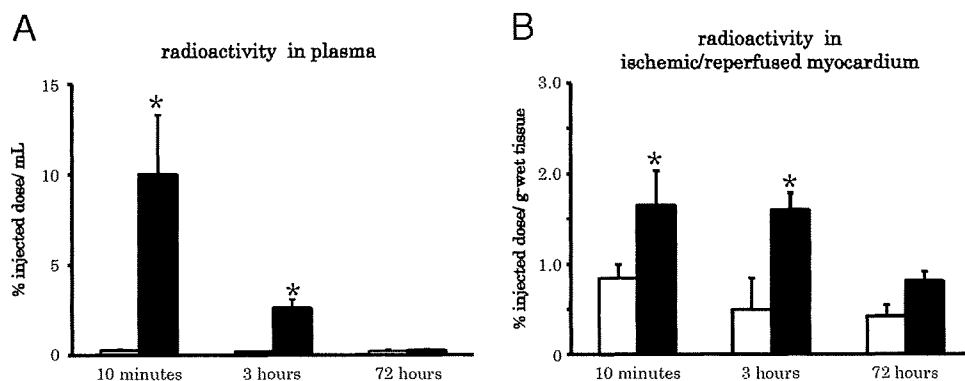 A
radioactivity in plasma
% injected dose/ mL
15
10
5
0
*
*
10 minutes
3 hours
72 hours
B
radioactivity in
ischemic/reperfused myocardium
% injected dose/ g-wet tissue
3.0
2.0
1.0
0
*
*
10 minutes
3 hours
72 hours